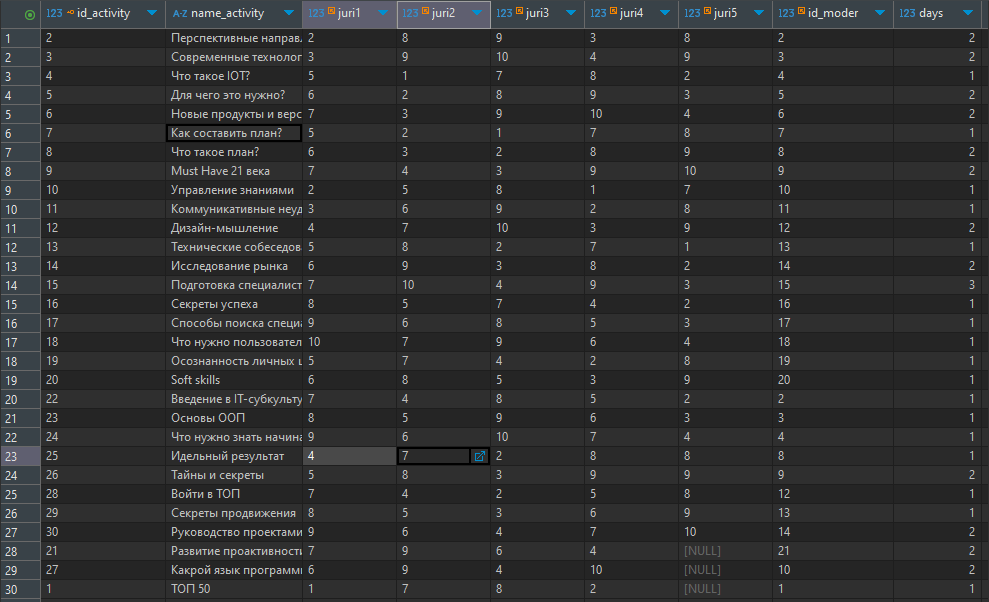 123 id_activity A-Z name_activity 123 juri1 123 juri2 123 juri3 123 juri4 123 juri5 123 id_moder 123 days
1 2 Перспективные направ. 2 8 9 3 8 2 2
2 3 Современные технолог 3 9 10 4 9 3 2
3 4 Что такое IOT? 5 1 7 8 2 4 1
4 5 Для чего это нужно? 6 2 8 9 3 5 2
5 6 Новые продукты и верс 7 3 9 10 4 6 2
6 7 Как составить план? 5 2 1 7 8 7 1
7 8 Что такое план? 6 3 2 8 9 8 2
8 9 Must Have 21 века 7 4 3 9 10 9 2
9 10 Управление знаниями 2 5 8 1 7 10 1
10 11 Коммуникативные неуд 3 6 9 2 8 11 1
11 12 Дизайн-мышление 4 7 10 3 9 12 2
12 13 Технические собеседов 5 8 2 7 1 13 1
13 14 Исследование рынка 6 9 3 8 2 14 2
14 15 Подготовка специалист 7 10 4 9 3 15 3
15 16 Секреты успеха 8 5 7 4 2 16 1
16 17 Способы поиска специа 9 6 8 5 3 17 1
17 18 Что нужно пользовател 10 7 9 6 4 18 1
18 19 Осознанность личных ц 5 7 4 2 8 19 1
19 20 Soft skills 6 8 5 3 9 20 1
20 22 Введение в IT-субкульту 7 4 8 5 2 2 1
21 23 Основы ООП 8 5 9 6 3 3 1
22 24 Что нужно знать начина 9 6 10 7 4 4 1
23 25 Идельный результат 4 7 2 8 8 8 1
24 26 Тайны и секреты 5 8 3 9 9 9 2
25 28 Войти в ТОП 7 4 2 5 8 12 1
26 29 Секреты продвижения 8 5 3 6 9 13 1
27 30 Руководство проектами 9 6 4 7 10 14 2
28 21 Развитие проактивности 7 9 6 4 [NULL] 21 2
29 27 Какрой язык программи 6 9 4 10 [NULL] 10 2
30 1 ТОП 50 1 7 8 2 [NULL] 1 1